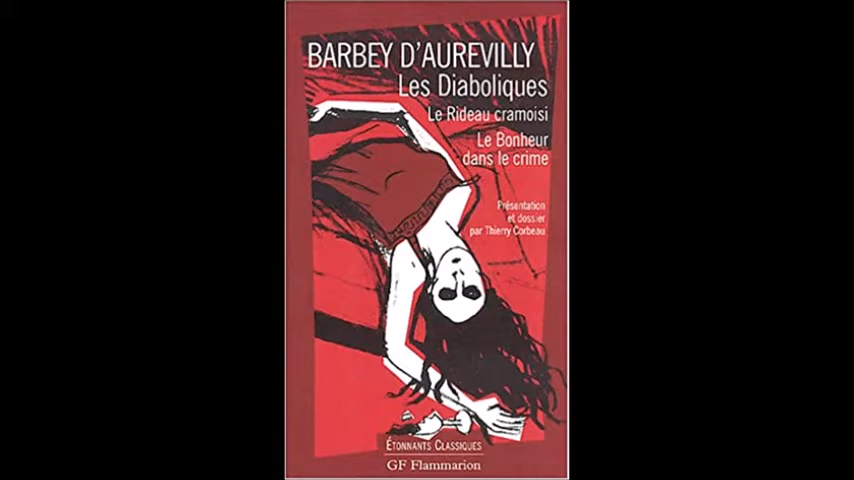 BARBEY D'AUREVILLY
Les Diaboliques
Le Rideau cramoisi
Le Bonheur
dans le crime
Présentation
et dossier
par Thierry Corbeau
ÉTONNANTS CLASSIQUES
GF Flammarion